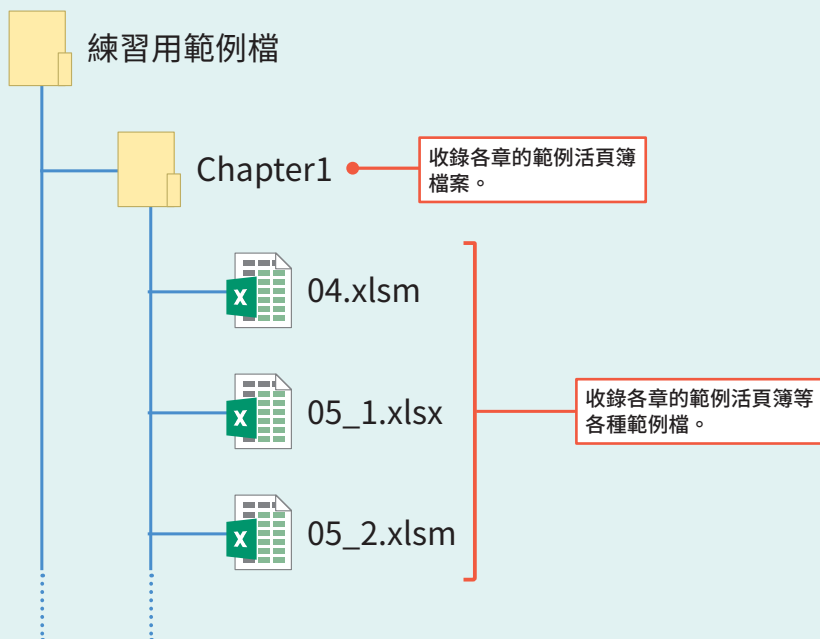 練習用範例檔
Chapter1
收錄各章的範例活頁簿
檔案。
X
04.xlsm
X
05_1.xlsx
收錄各章的範例活頁簿等
各種範例檔。
X
05_2.xlsm